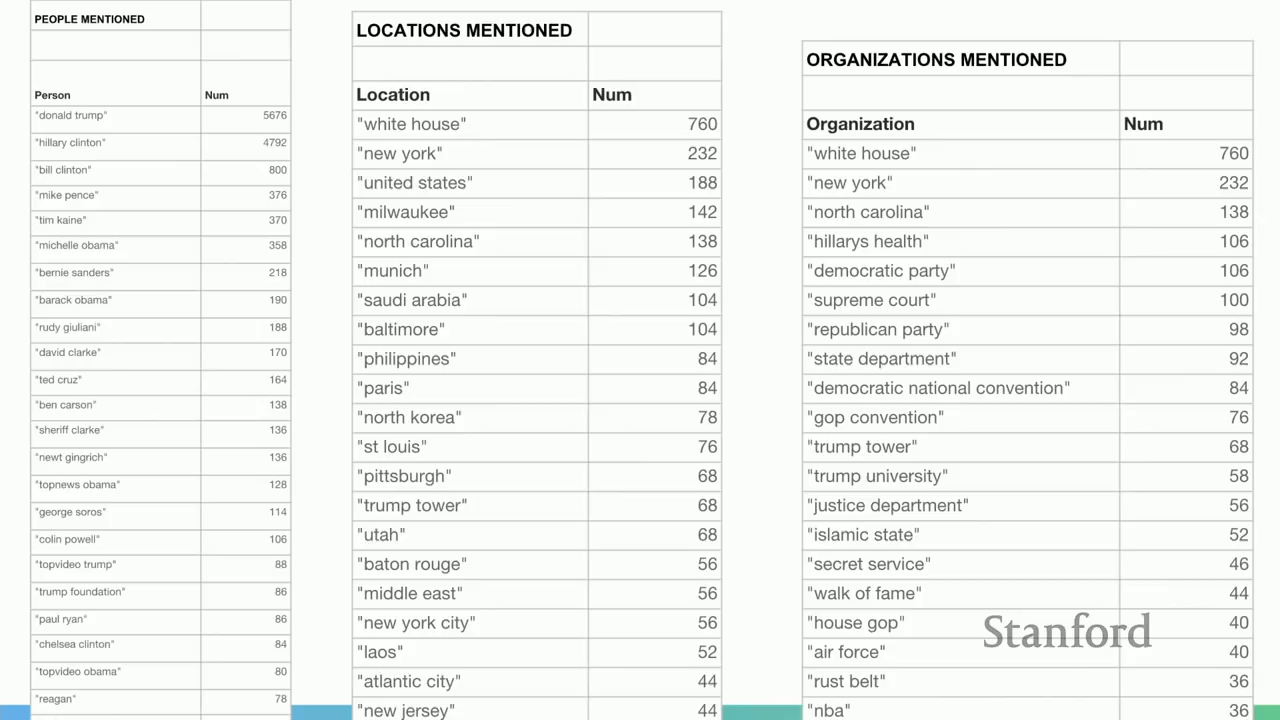 PEOPLE MENTIONED
Person Num
"donald trump" 5676
"hillary clinton" 4792
"bill clinton" 800
"mike pence" 376
"tim kaine" 370
"michelle obama" 358
"bernie sanders" 218
"barack obama" 190
"rudy giuliani" 188
"david clarke" 170
"ted cruz" 164
"ben carson" 138
"sheriff clarke" 136
"newt gingrich" 136
"topnews obama" 128
"george soros" 114
"colin powell" 106
"topvideo trump" 88
"trump foundation" 86
"paul ryan" 86
"chelsea clinton" 84
"topvideo obama" 80
"reagan" 78
LOCATIONS MENTIONED
Location Num
"white house" 760
"new york" 232
"united states" 188
"milwaukee" 142
"north carolina" 138
"munich" 126
"saudi arabia" 104
"baltimore" 104
"philippines" 84
"paris" 84
"north korea" 78
"st louis" 76
"pittsburgh" 68
"trump tower" 68
"utah" 68
"baton rouge" 56
"middle east" 56
"new york city" 56
"laos" 52
"atlantic city" 44
"new jersey" 44
ORGANIZATIONS MENTIONED
Organization Num
"white house" 760
"new york" 232
"north carolina" 138
"hillarys health" 106
"democratic party" 106
"supreme court" 100
"republican party" 98
"state department" 92
"democratic national convention" 84
"gop convention" 76
"trump tower" 68
"trump university" 58
"justice department" 56
"islamic state" 52
"secret service" 46
"walk of fame" 44
"house gop" 40
"air force" 40
"rust belt" 36
"nba" 36
Stanford